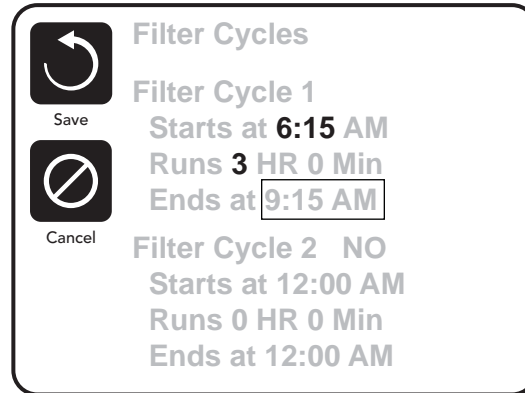 Filter Cycles
Save
Filter Cycle 1
Starts at 6:15 AM
Runs 3 HR 0 Min
Ends at 9:15 AM
Cancel
Filter Cycle 2 NO
Starts at 12:00 AM
Runs 0 HR 0 Min
Ends at 12:00 AM